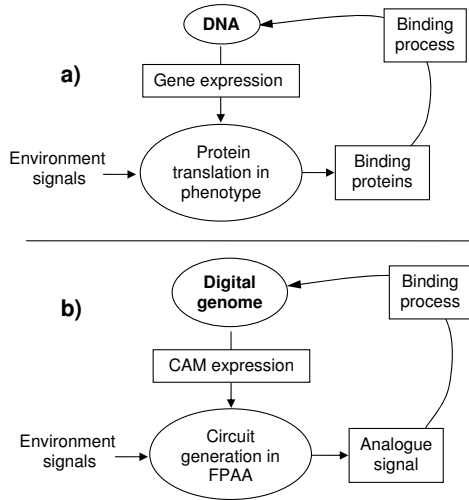 DNA
Binding
process
a)
Gene expression
Environment
signals
Protein
translation in
phenotype
Binding
proteins
Digital
genome
Binding
process
b)
CAM expression
Environment
signals
Circuit
generation in
FPAA
Analogue
signal